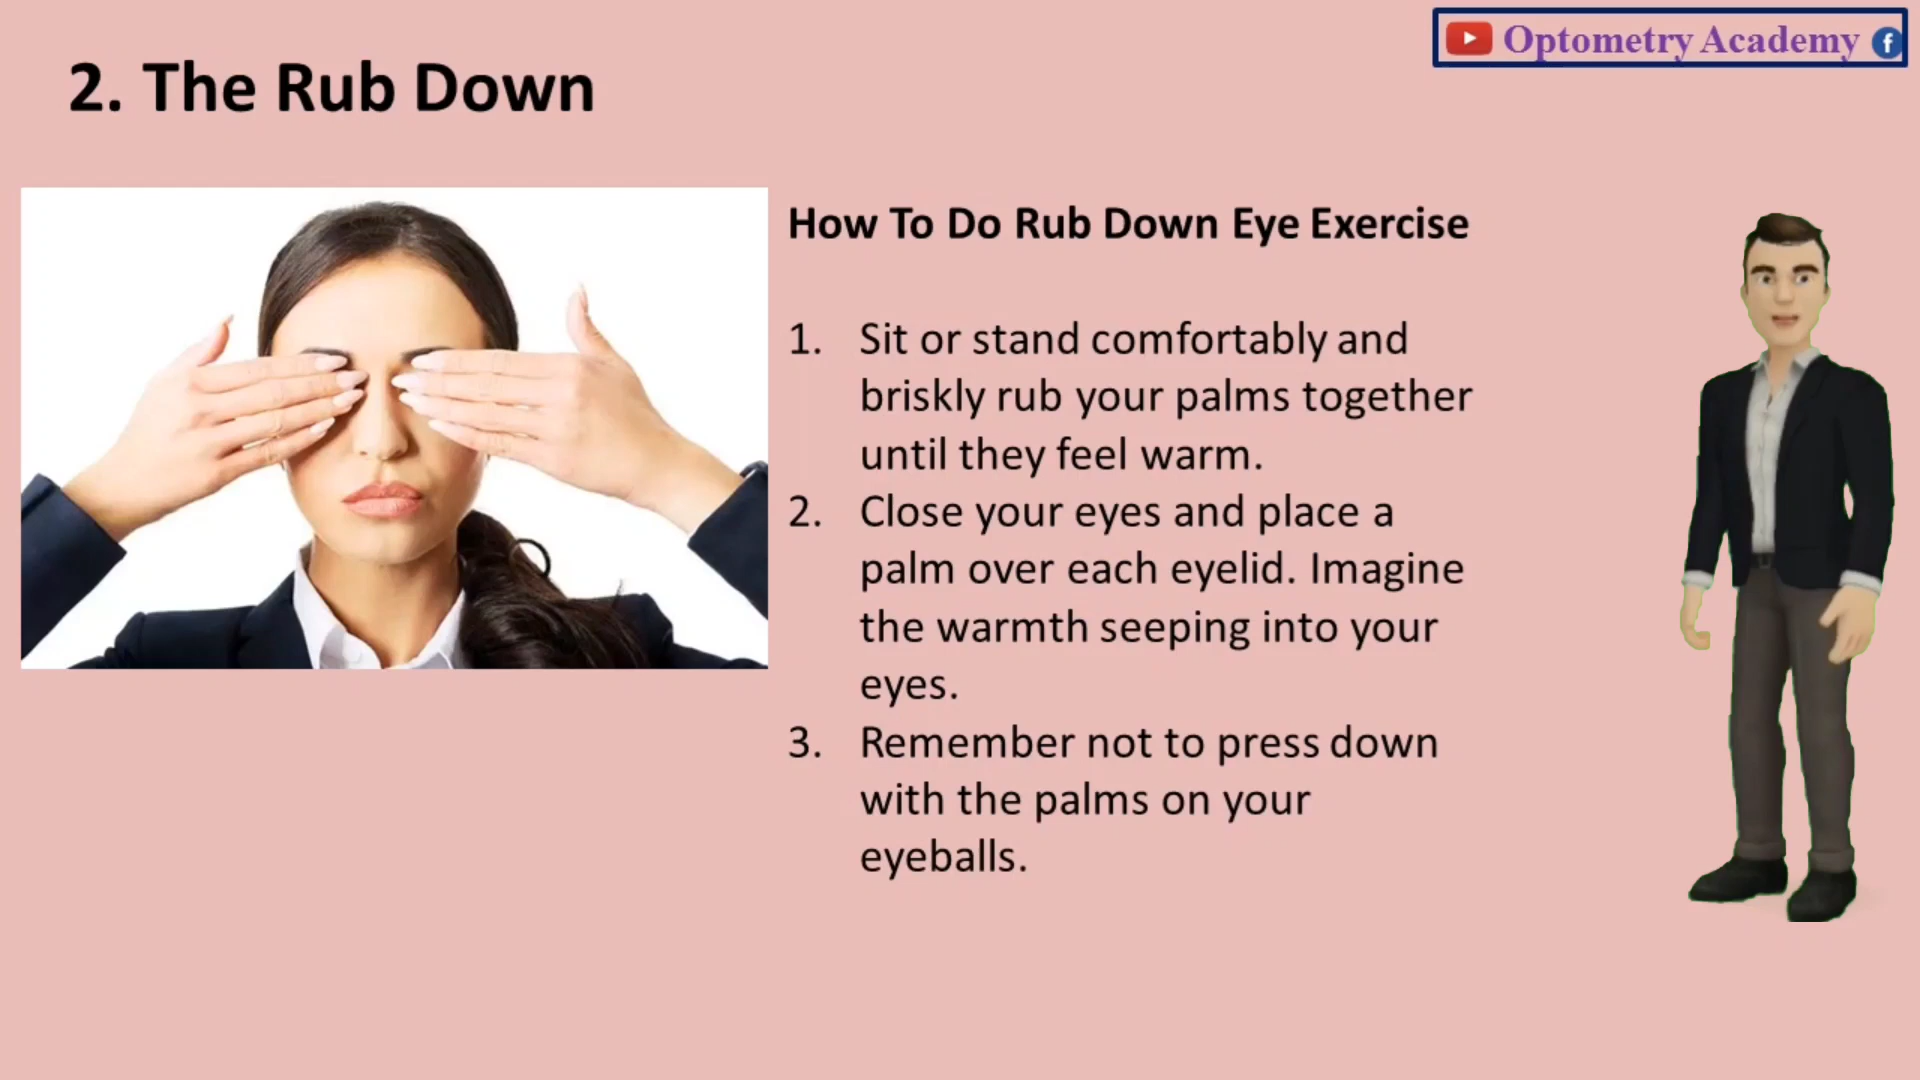 Optometry Academy
2. The Rub Down
How To Do Rub Down Eye Exercise
1. Sit or stand comfortably and
briskly rub your palms together
until they feel warm.
2. Close your eyes and place a
palm over each eyelid. Imagine
the warmth seeping into your
eyes.
3. Remember not to press down
with the palms on your
eyeballs.